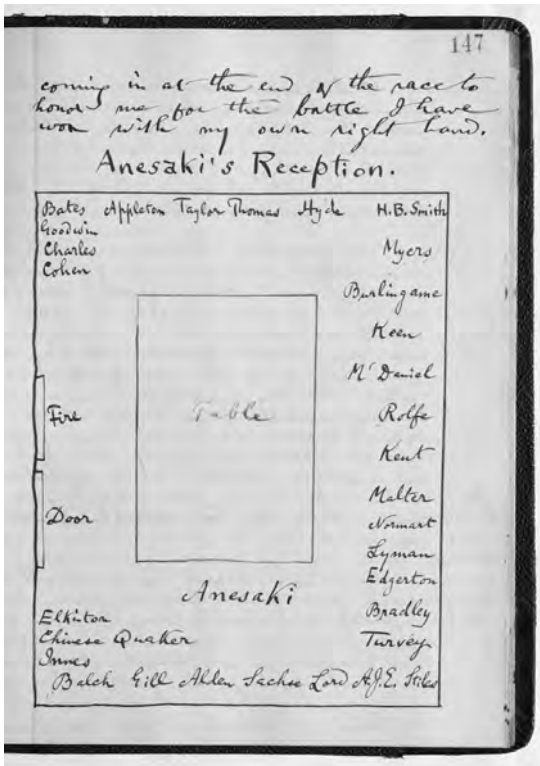 147
coming in at the end of the race to
honor me for the battle I have
won with my own right hand.
Anesaki's Reception.
Bates Appleton Taylor Thomas Hyde H.B. Smith
Goodwin
Charles Myers
Cohen
Burlingame
Keen
McDaniel
Fire Table Rolfe
Kent
Malter
Door Normart
Lyman
Edgerton
Anesaki
Bradley
Elkinton
Chinese Quaker Turvey
Innes
Balch Gill Alden Sachse Lord A.J.E. Stiles